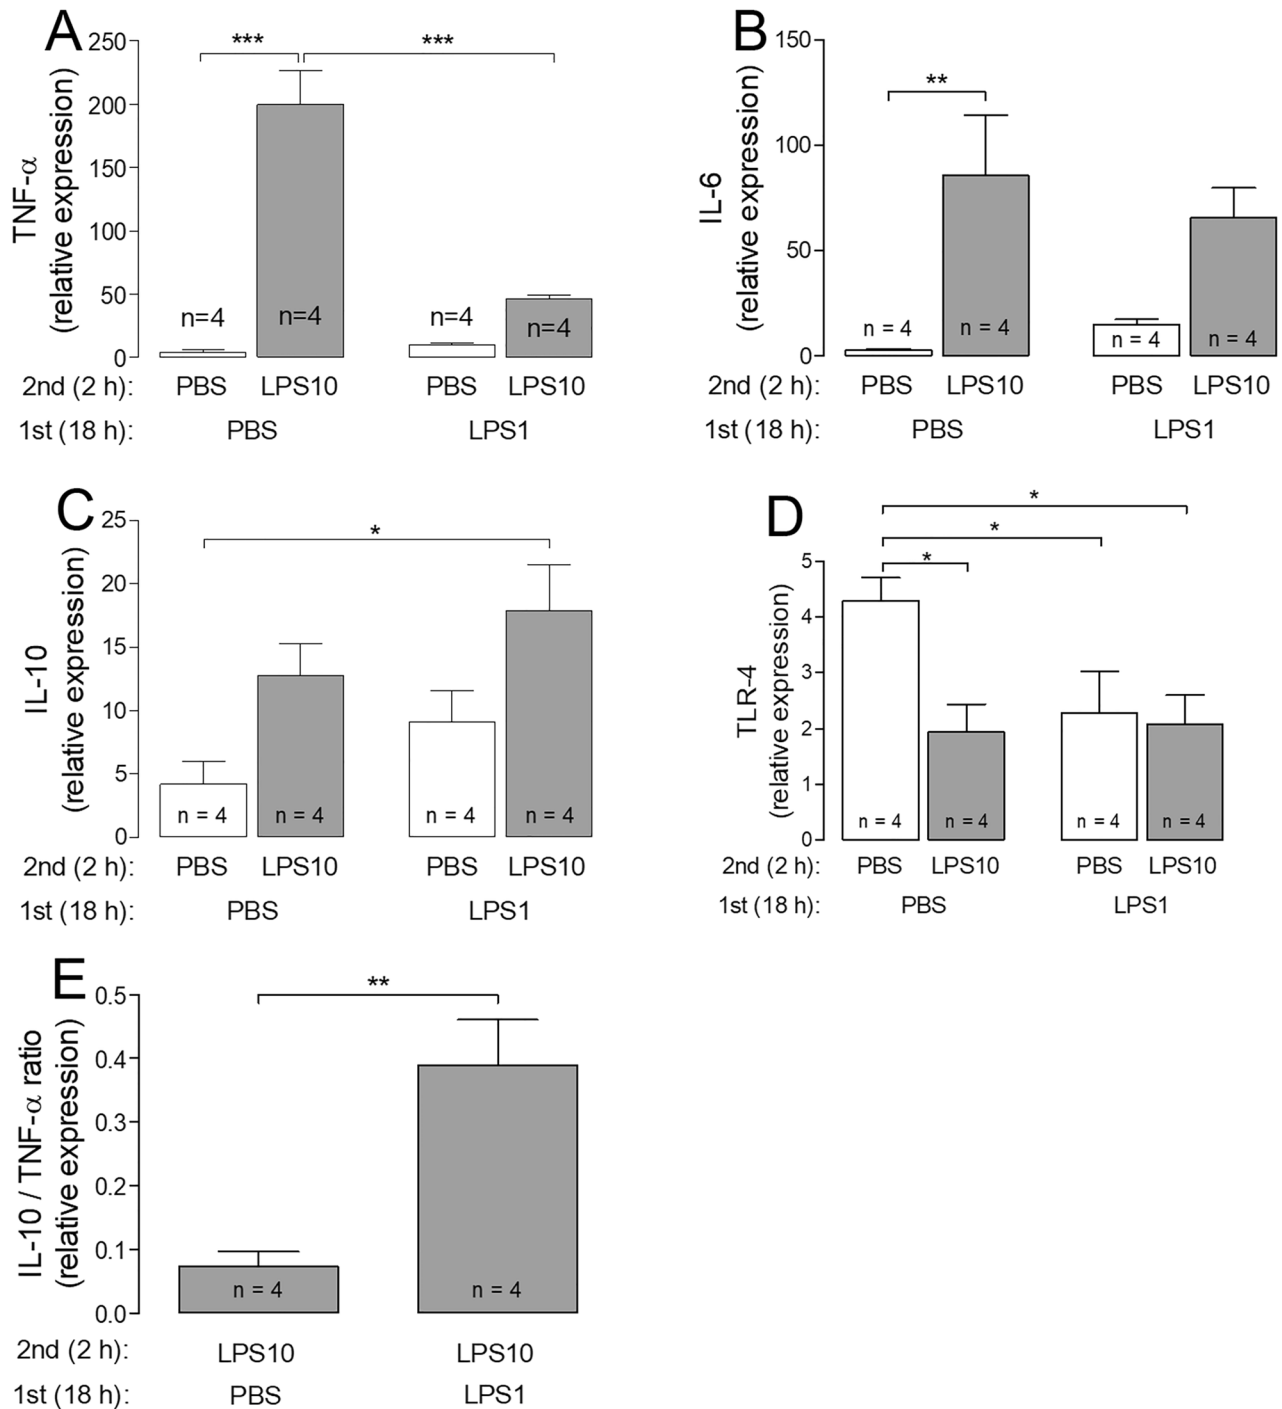 A
TNF-α
(relative expression)
250
200
150
100
50
0
***
***
n=4
n=4
n=4
n=4
2nd (2 h): PBS LPS10 PBS LPS10
1st (18 h): PBS LPS1
B
IL-6
(relative expression)
150
100
50
0
**
n = 4
n = 4
n = 4
n = 4
2nd (2 h): PBS LPS10 PBS LPS10
1st (18 h): PBS LPS1
C
IL-10
(relative expression)
25
20
15
10
5
0
*
n = 4
n = 4
n = 4
n = 4
2nd (2 h): PBS LPS10 PBS LPS10
1st (18 h): PBS LPS1
D
TLR-4
(relative expression)
5
4
3
2
1
0
*
*
*
n = 4
n = 4
n = 4
n = 4
2nd (2 h): PBS LPS10 PBS LPS10
1st (18 h): PBS LPS1
E
IL-10 / TNF-α ratio
(relative expression)
0.5
0.4
0.3
0.2
0.1
0.0
**
n = 4
n = 4
2nd (2 h): LPS10 LPS10
1st (18 h): PBS LPS1